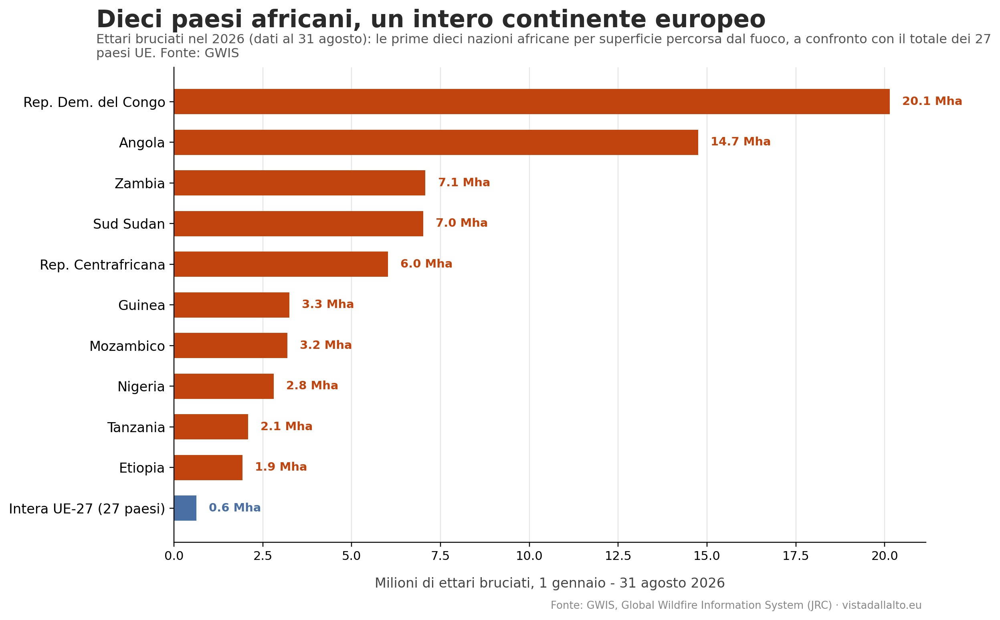 Dieci paesi africani, un intero continente europeo
Ettari bruciati nel 2026 (dati al 31 agosto): le prime dieci nazioni africane per superficie percorsa dal fuoco, a confronto con il totale dei 27
paesi UE. Fonte: GWIS
Rep. Dem. del Congo 20.1 Mha
Angola 14.7 Mha
Zambia 7.1 Mha
Sud Sudan 7.0 Mha
Rep. Centrafricana 6.0 Mha
Guinea 3.3 Mha
Mozambico 3.2 Mha
Nigeria 2.8 Mha
Tanzania 2.1 Mha
Etiopia 1.9 Mha
Intera UE-27 (27 paesi) 0.6 Mha
0.0 2.5 5.0 7.5 10.0 12.5 15.0 17.5 20.0
Milioni di ettari bruciati, 1 gennaio - 31 agosto 2026
Fonte: GWIS, Global Wildfire Information System (JRC) · vistadallalto.eu